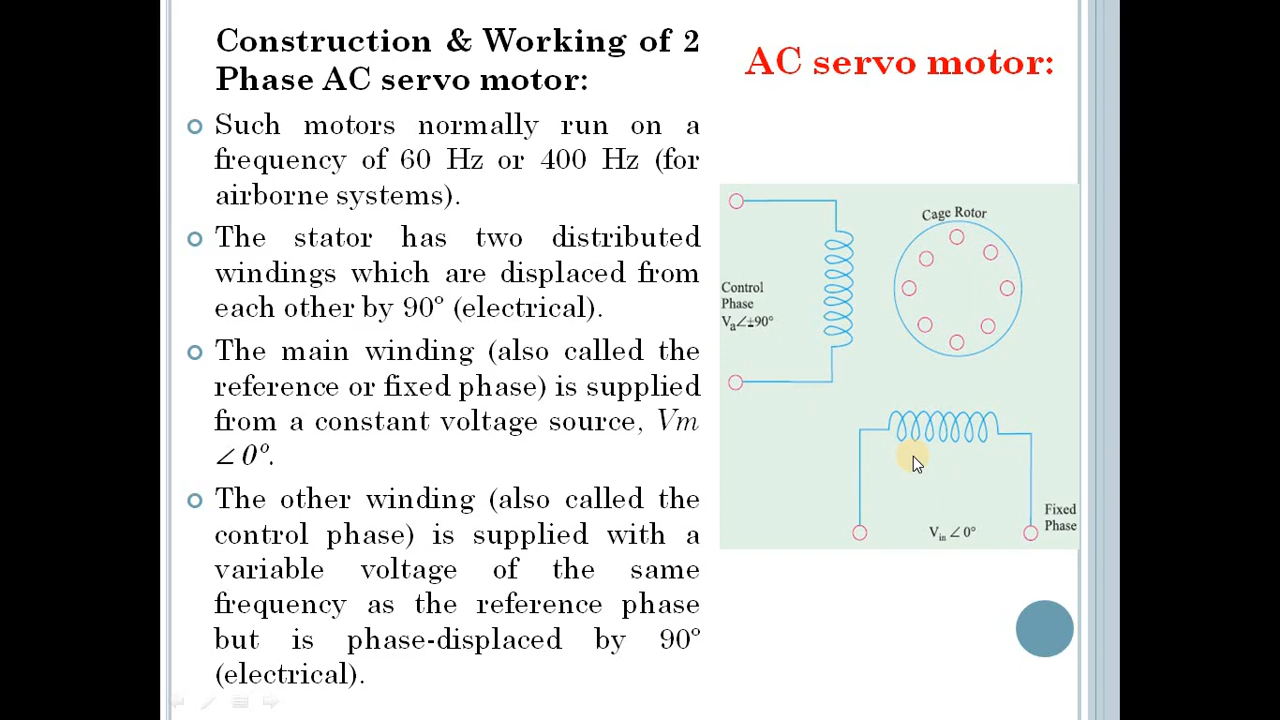 Construction & Working of 2
Phase AC servo motor:
Such motors normally run on a
frequency of 60 Hz or 400 Hz (for
airborne systems).
The stator has two distributed
windings which are displaced from
each other by 90º (electrical).
The main winding (also called the
reference or fixed phase) is supplied
from a constant voltage source, Vm
∠0º.
The other winding (also called the
control phase) is supplied with a
variable voltage of the same
frequency as the reference phase
but is phase-displaced by 90º
(electrical).
AC servo motor:
Cage Rotor
Control
Phase
Va∠±90°
Fixed
Phase
Vin ∠ 0°